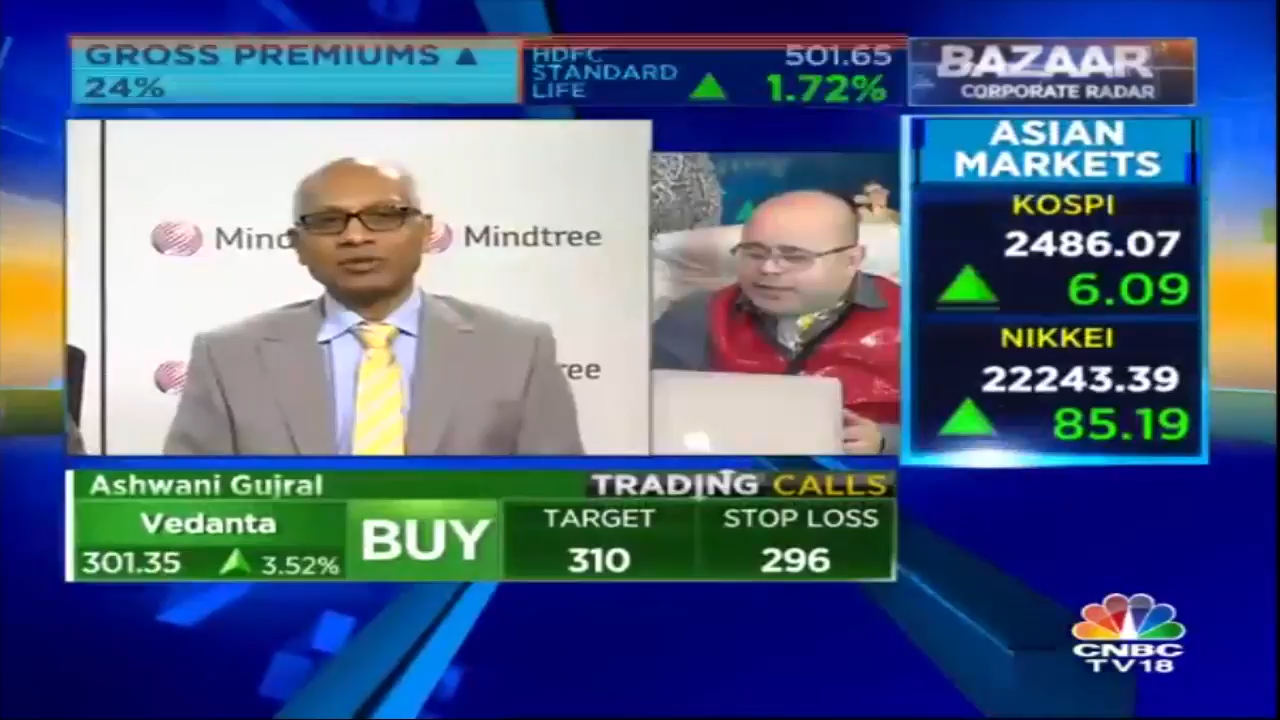 GROSS PREMIUMS ▲
24%
HDFC
STANDARD
LIFE
501.65
▲ 1.72%
BAZAAR
CORPORATE RADAR
Mind
Mindtree
ree
ASIAN
MARKETS
KOSPI
2486.07
▲ 6.09
NIKKEI
22243.39
▲ 85.19
Ashwani Gujral
TRADING CALLS
Vedanta
301.35 ▲ 3.52%
BUY
TARGET
310
STOP LOSS
296
CNBC
TV18